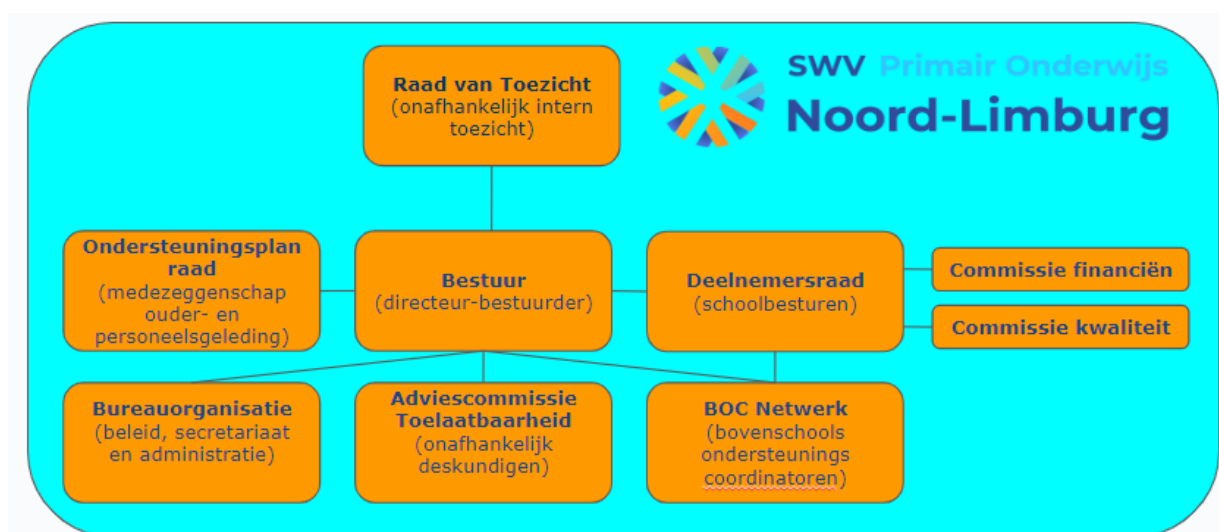 Raad van Toezicht
(onafhankelijk intern
toezicht)
SWV Primair Onderwijs
Noord-Limburg
Ondersteuningsplan
raad
(medezeggenschap
ouder- en
personeelsgeleding)
Bestuur
(directeur-bestuurder)
Deelnemersraad
(schoolbesturen)
Commissie financiën
Commissie kwaliteit
Bureauorganisatie
(beleid, secretariaat
en administratie)
Adviescommissie
Toelaatbaarheid
(onafhankelijk
deskundigen)
BOC Netwerk
(bovenschools
ondersteunings
coordinatoren)